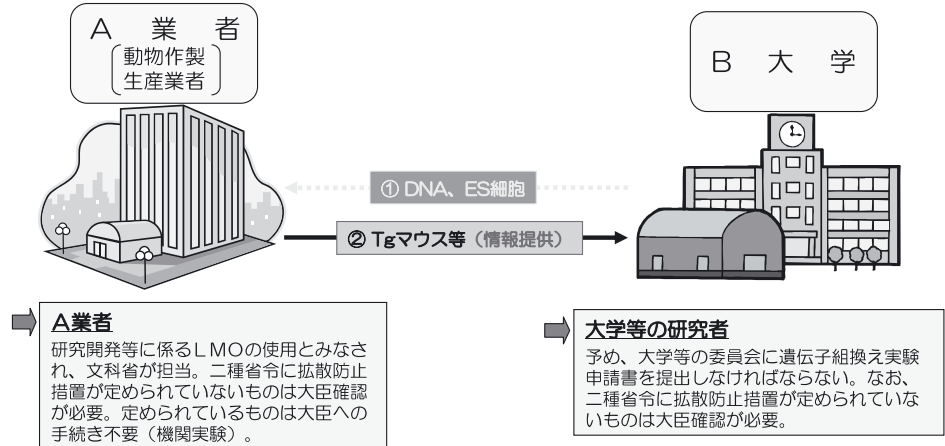 A業者
動物作製
生産業者
B大学
① DNA、ES細胞
② Tgマウス等（情報提供）
A業者
研究開発等に係るLMOの使用とみなさ
れ、文科省が担当。二種省令に拡散防止
措置が定められていないものは大臣確認
が必要。定められているものは大臣への
手続き不要（機関実験）。
大学等の研究者
予め、大学等の委員会に遺伝子組換え実験
申請書を提出しなければならない。なお、
二種省令に拡散防止措置が定められていな
いものは大臣確認が必要。